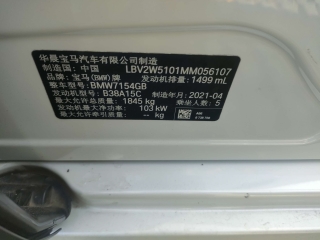 华晨宝马汽车有限公司制造
制造国：中国 LBV2W5101MM056107
品牌：宝马(BMW)牌 发动机排量：1499 mL
整车型号：BMW7154GB
发动机型号：B38A15C 制造年月：2021-04
最大允许总质量：1845 kg 乘坐人数：5
发动机最大净功率：103 kW
最大允许牵引质量：-- kg